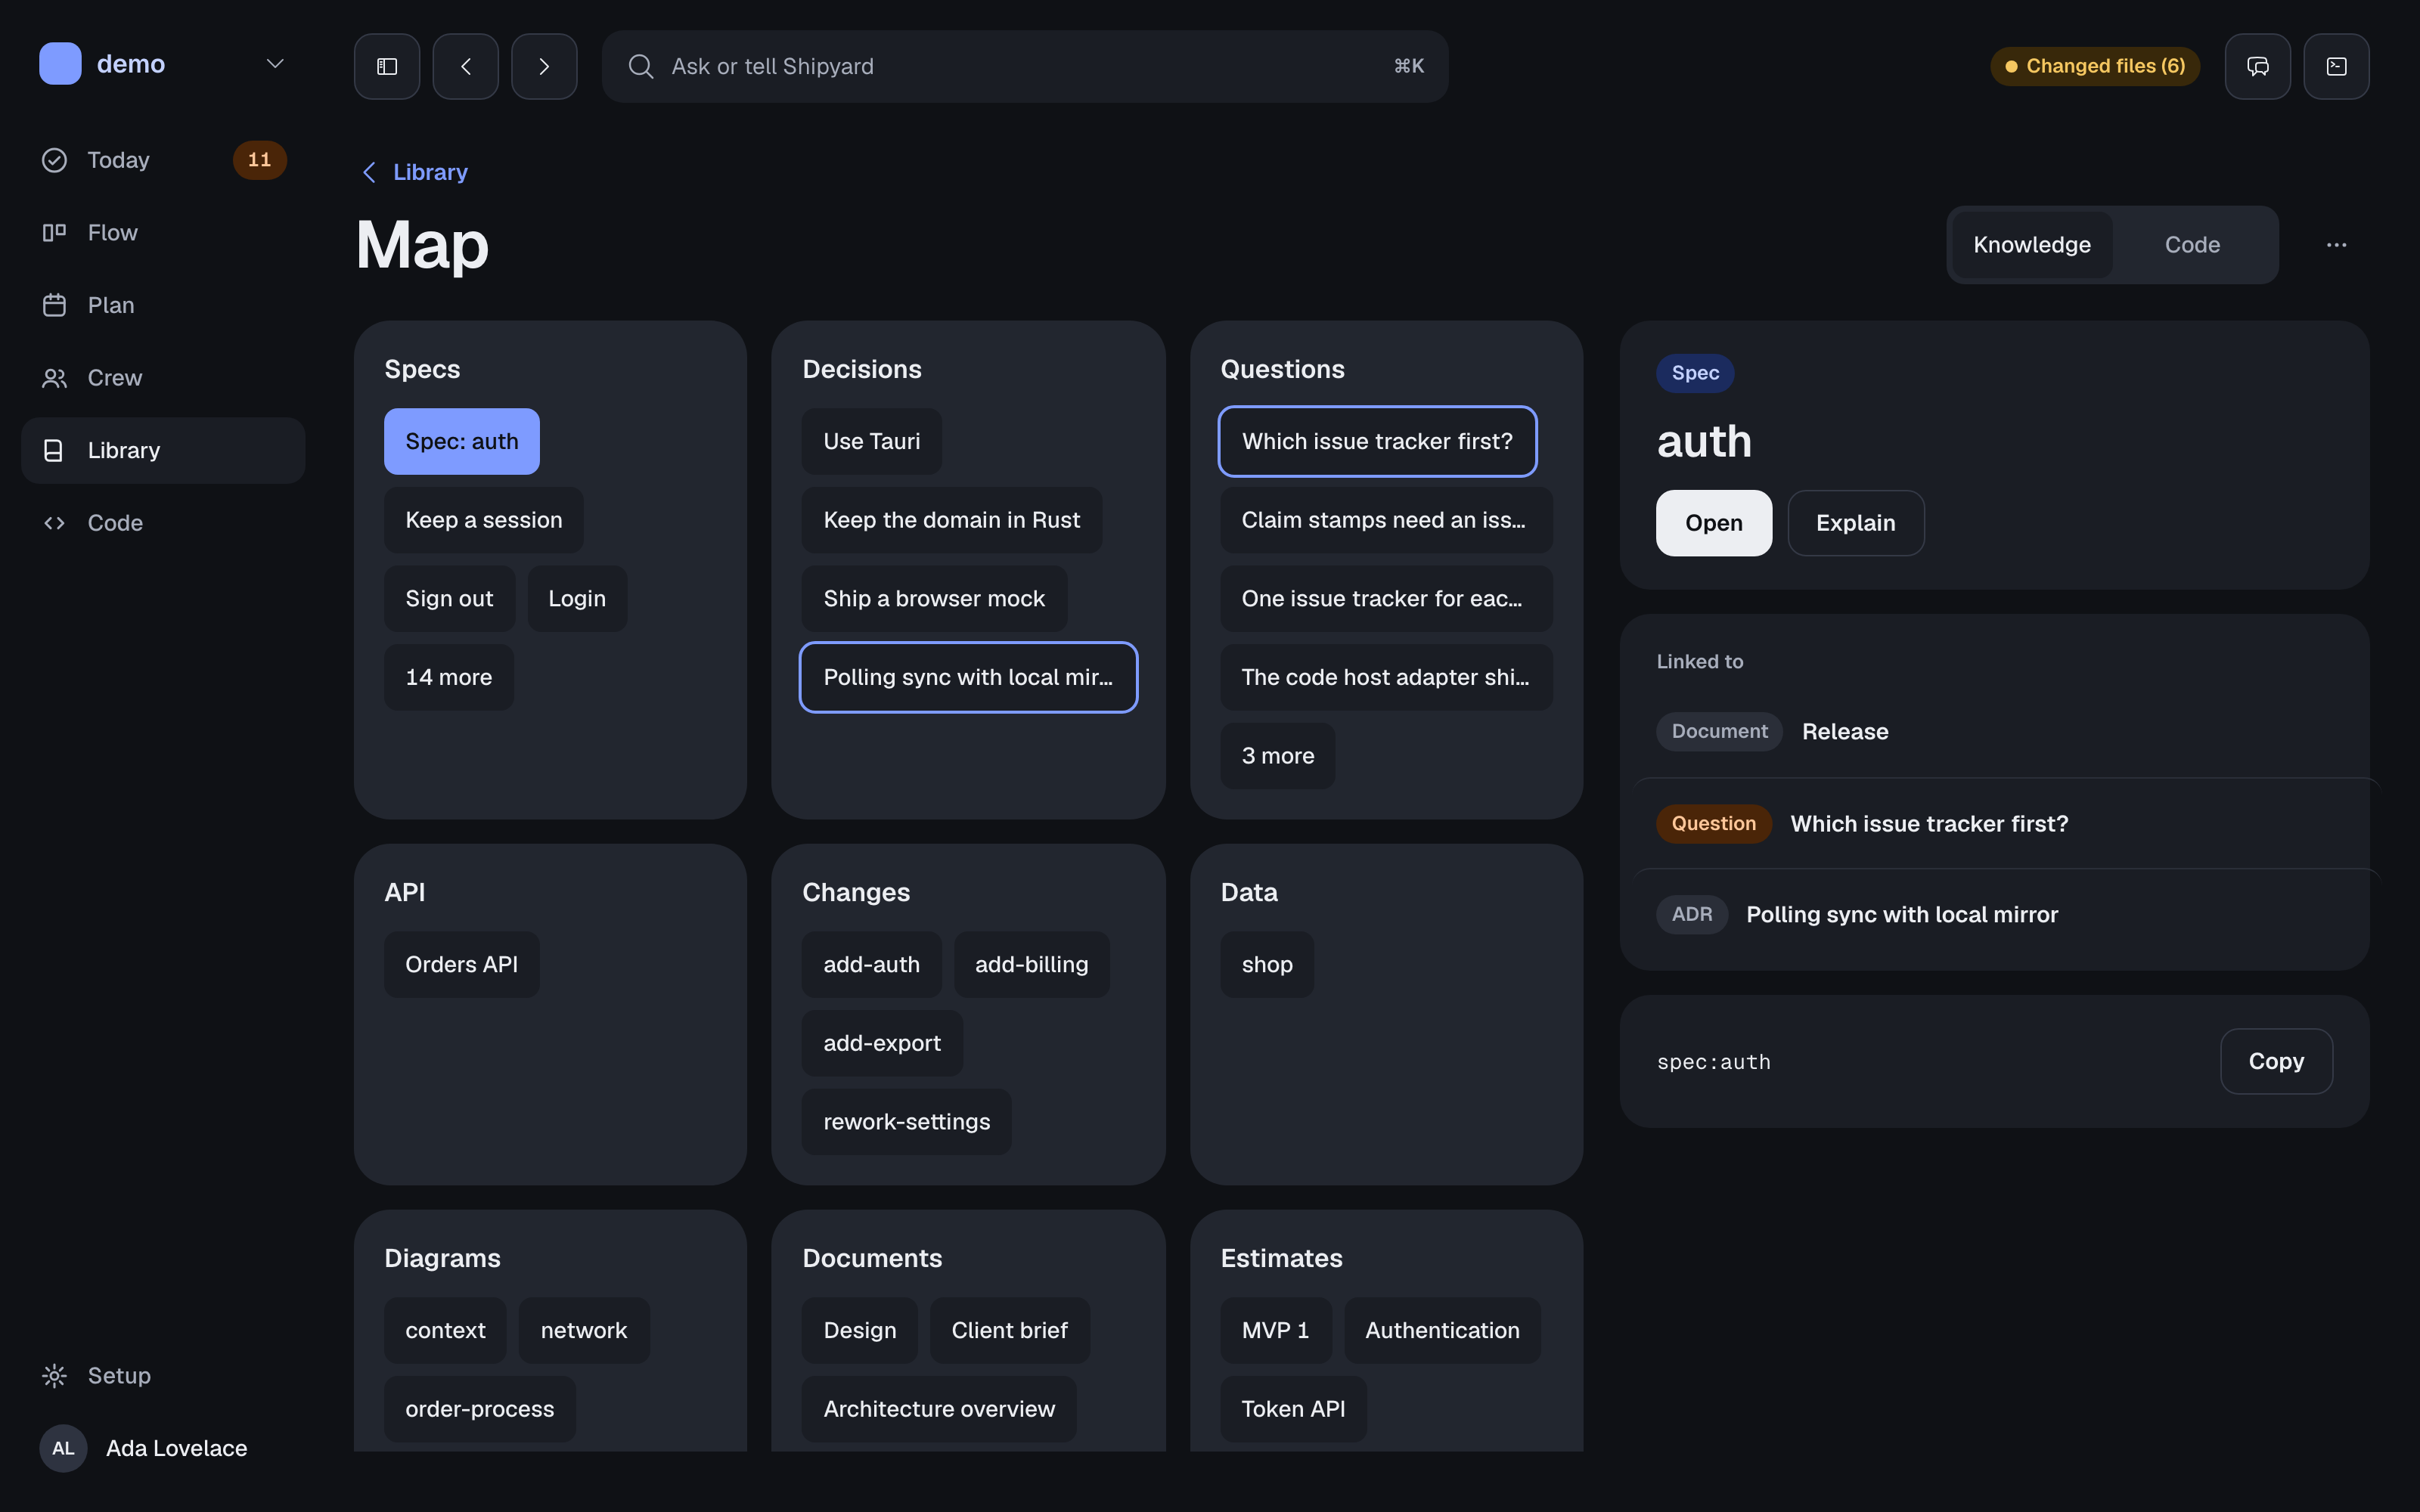 demo
Ask or tell Shipyard
⌘K
Changed files (6)
Today
11
Flow
Plan
Crew
Library
Code
Setup
AL
Ada Lovelace
Library
Map
Knowledge
Code
Specs
Spec: auth
Keep a session
Sign out
Login
14 more
Decisions
Use Tauri
Keep the domain in Rust
Ship a browser mock
Polling sync with local mir...
Questions
Which issue tracker first?
Claim stamps need an iss...
One issue tracker for eac...
The code host adapter shi...
3 more
API
Orders API
Changes
add-auth
add-billing
add-export
rework-settings
Data
shop
Diagrams
context
network
order-process
Documents
Design
Client brief
Architecture overview
Estimates
MVP 1
Authentication
Token API
Spec
auth
Open
Explain
Linked to
Document
Release
Question
Which issue tracker first?
ADR
Polling sync with local mirror
spec:auth
Copy